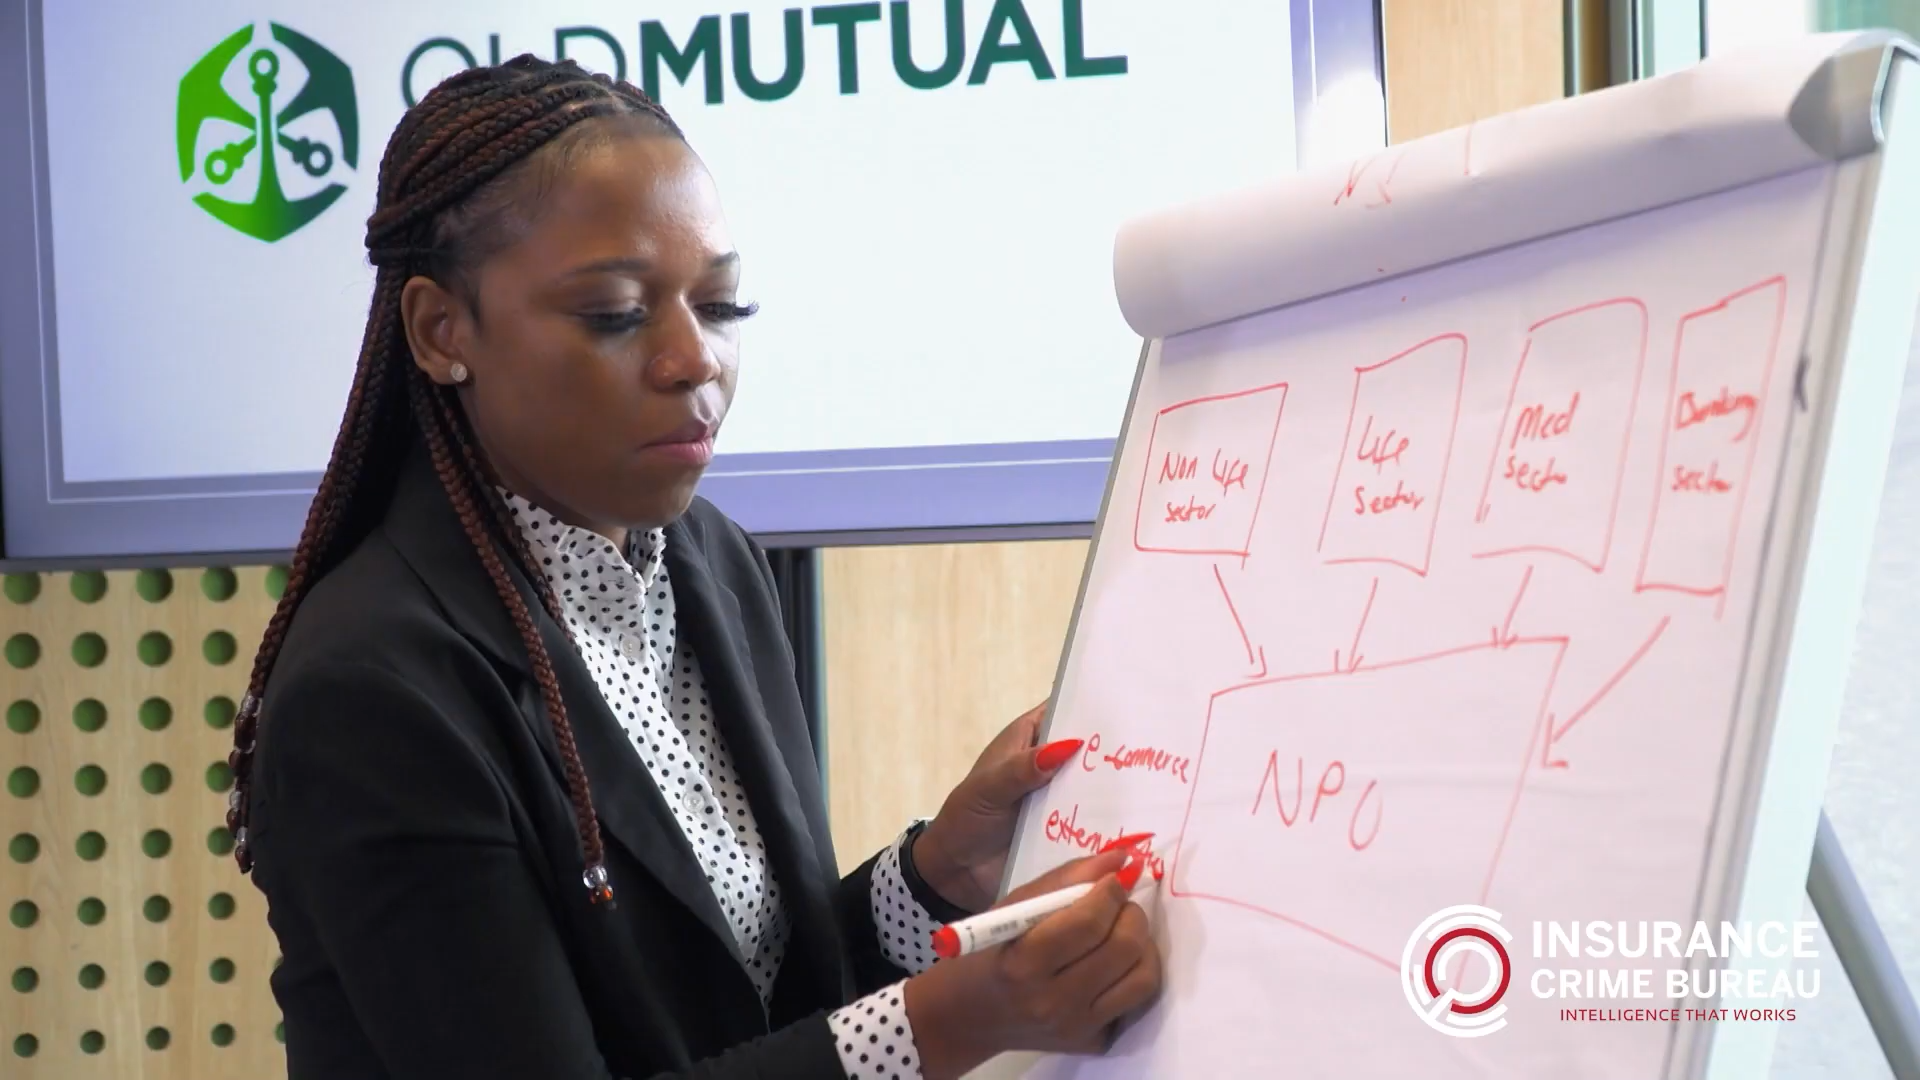 OLDMUTUAL
Non Life
sector
Life
Sector
Med
sector
Banking
sector
e-commerce
NPO
INSURANCE
CRIME BUREAU
INTELLIGENCE THAT WORKS